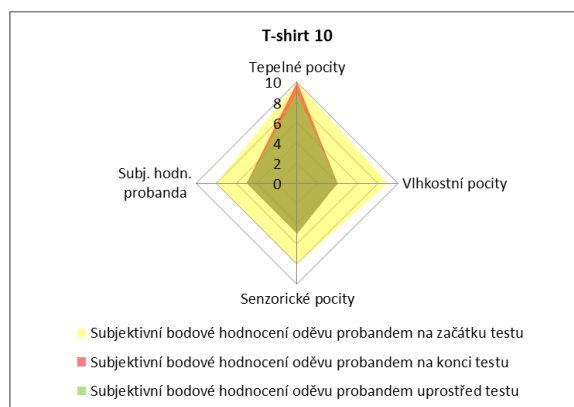 T-shirt 10
Tepelné pocity
10
8
6
4
2
0
Subj. hodn.
probanda
Vlhkostní pocity
Senzorické pocity
Subjektivní bodové hodnocení oděvu probandem na začátku testu
Subjektivní bodové hodnocení oděvu probandem na konci testu
Subjektivní bodové hodnocení oděvu probandem uprostřed testu